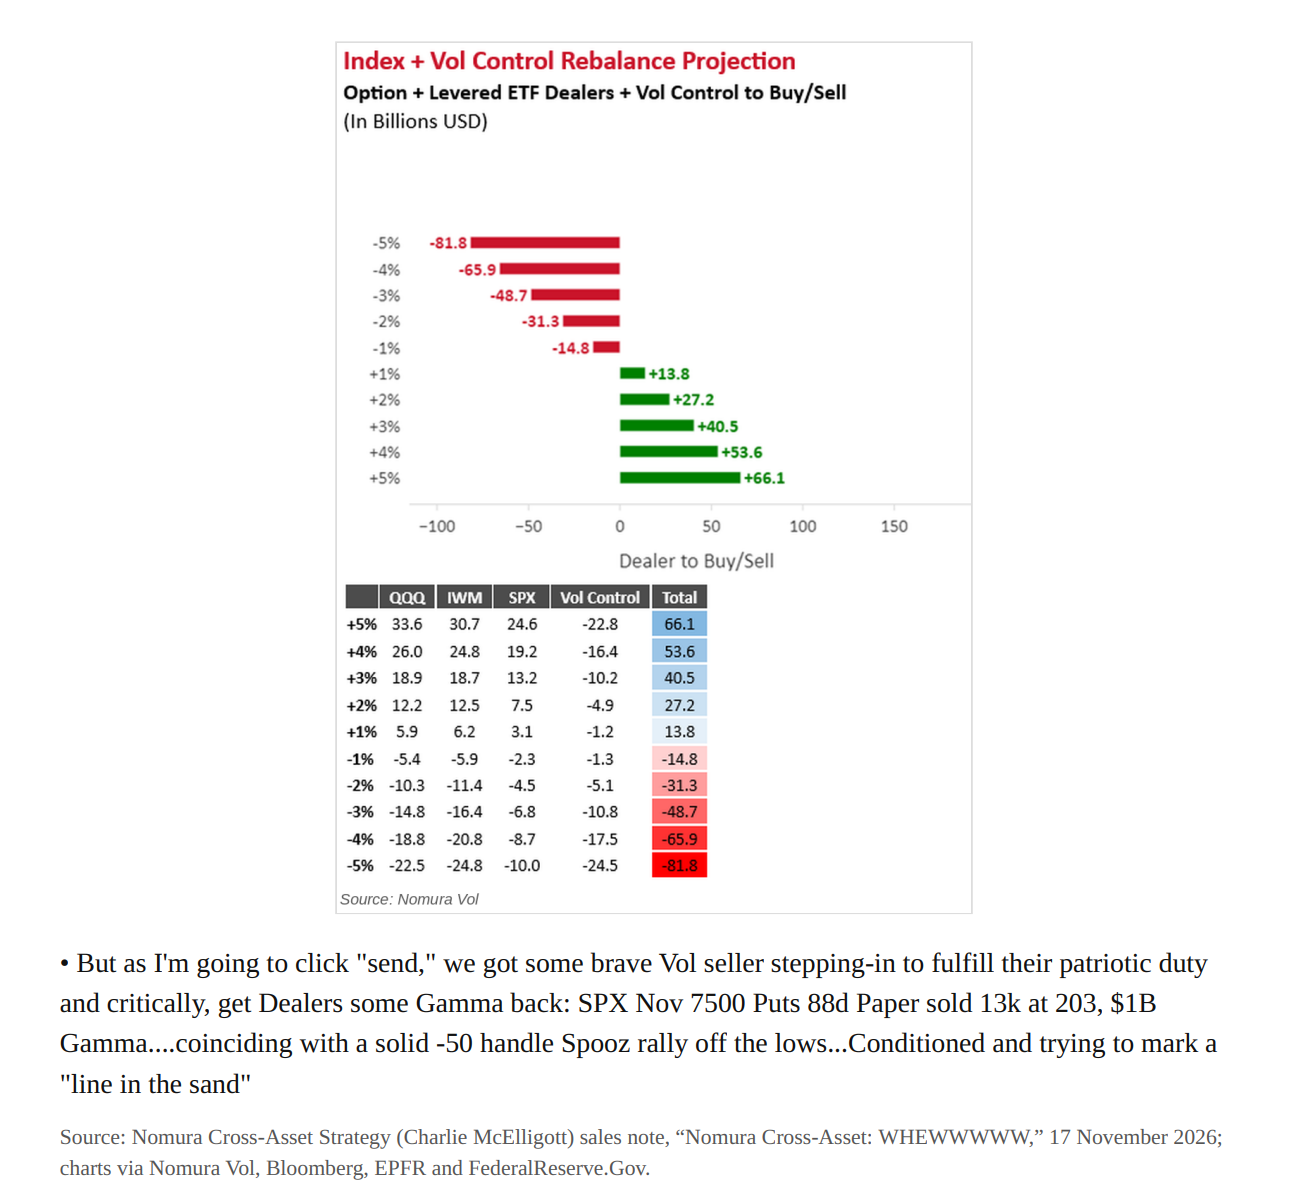 Index + Vol Control Rebalance Projection
Option + Levered ETF Dealers + Vol Control to Buy/Sell
(In Billions USD)
-5% -81.8
-4% -65.9
-3% -48.7
-2% -31.3
-1% -14.8
+1% +13.8
+2% +27.2
+3% +40.5
+4% +53.6
+5% +66.1
−100 −50 0 50 100 150
Dealer to Buy/Sell
QQQ IWM SPX Vol Control Total
+5% 33.6 30.7 24.6 -22.8 66.1
+4% 26.0 24.8 19.2 -16.4 53.6
+3% 18.9 18.7 13.2 -10.2 40.5
+2% 12.2 12.5 7.5 -4.9 27.2
+1% 5.9 6.2 3.1 -1.2 13.8
-1% -5.4 -5.9 -2.3 -1.3 -14.8
-2% -10.3 -11.4 -4.5 -5.1 -31.3
-3% -14.8 -16.4 -6.8 -10.8 -48.7
-4% -18.8 -20.8 -8.7 -17.5 -65.9
-5% -22.5 -24.8 -10.0 -24.5 -81.8
Source: Nomura Vol
• But as I'm going to click "send," we got some brave Vol seller stepping-in to fulfill their patriotic duty
and critically, get Dealers some Gamma back: SPX Nov 7500 Puts 88d Paper sold 13k at 203, $1B
Gamma....coinciding with a solid -50 handle Spooz rally off the lows...Conditioned and trying to mark a
"line in the sand"
Source: Nomura Cross-Asset Strategy (Charlie McElligott) sales note, “Nomura Cross-Asset: WHEWWWWW,” 17 November 2026;
charts via Nomura Vol, Bloomberg, EPFR and FederalReserve.Gov.